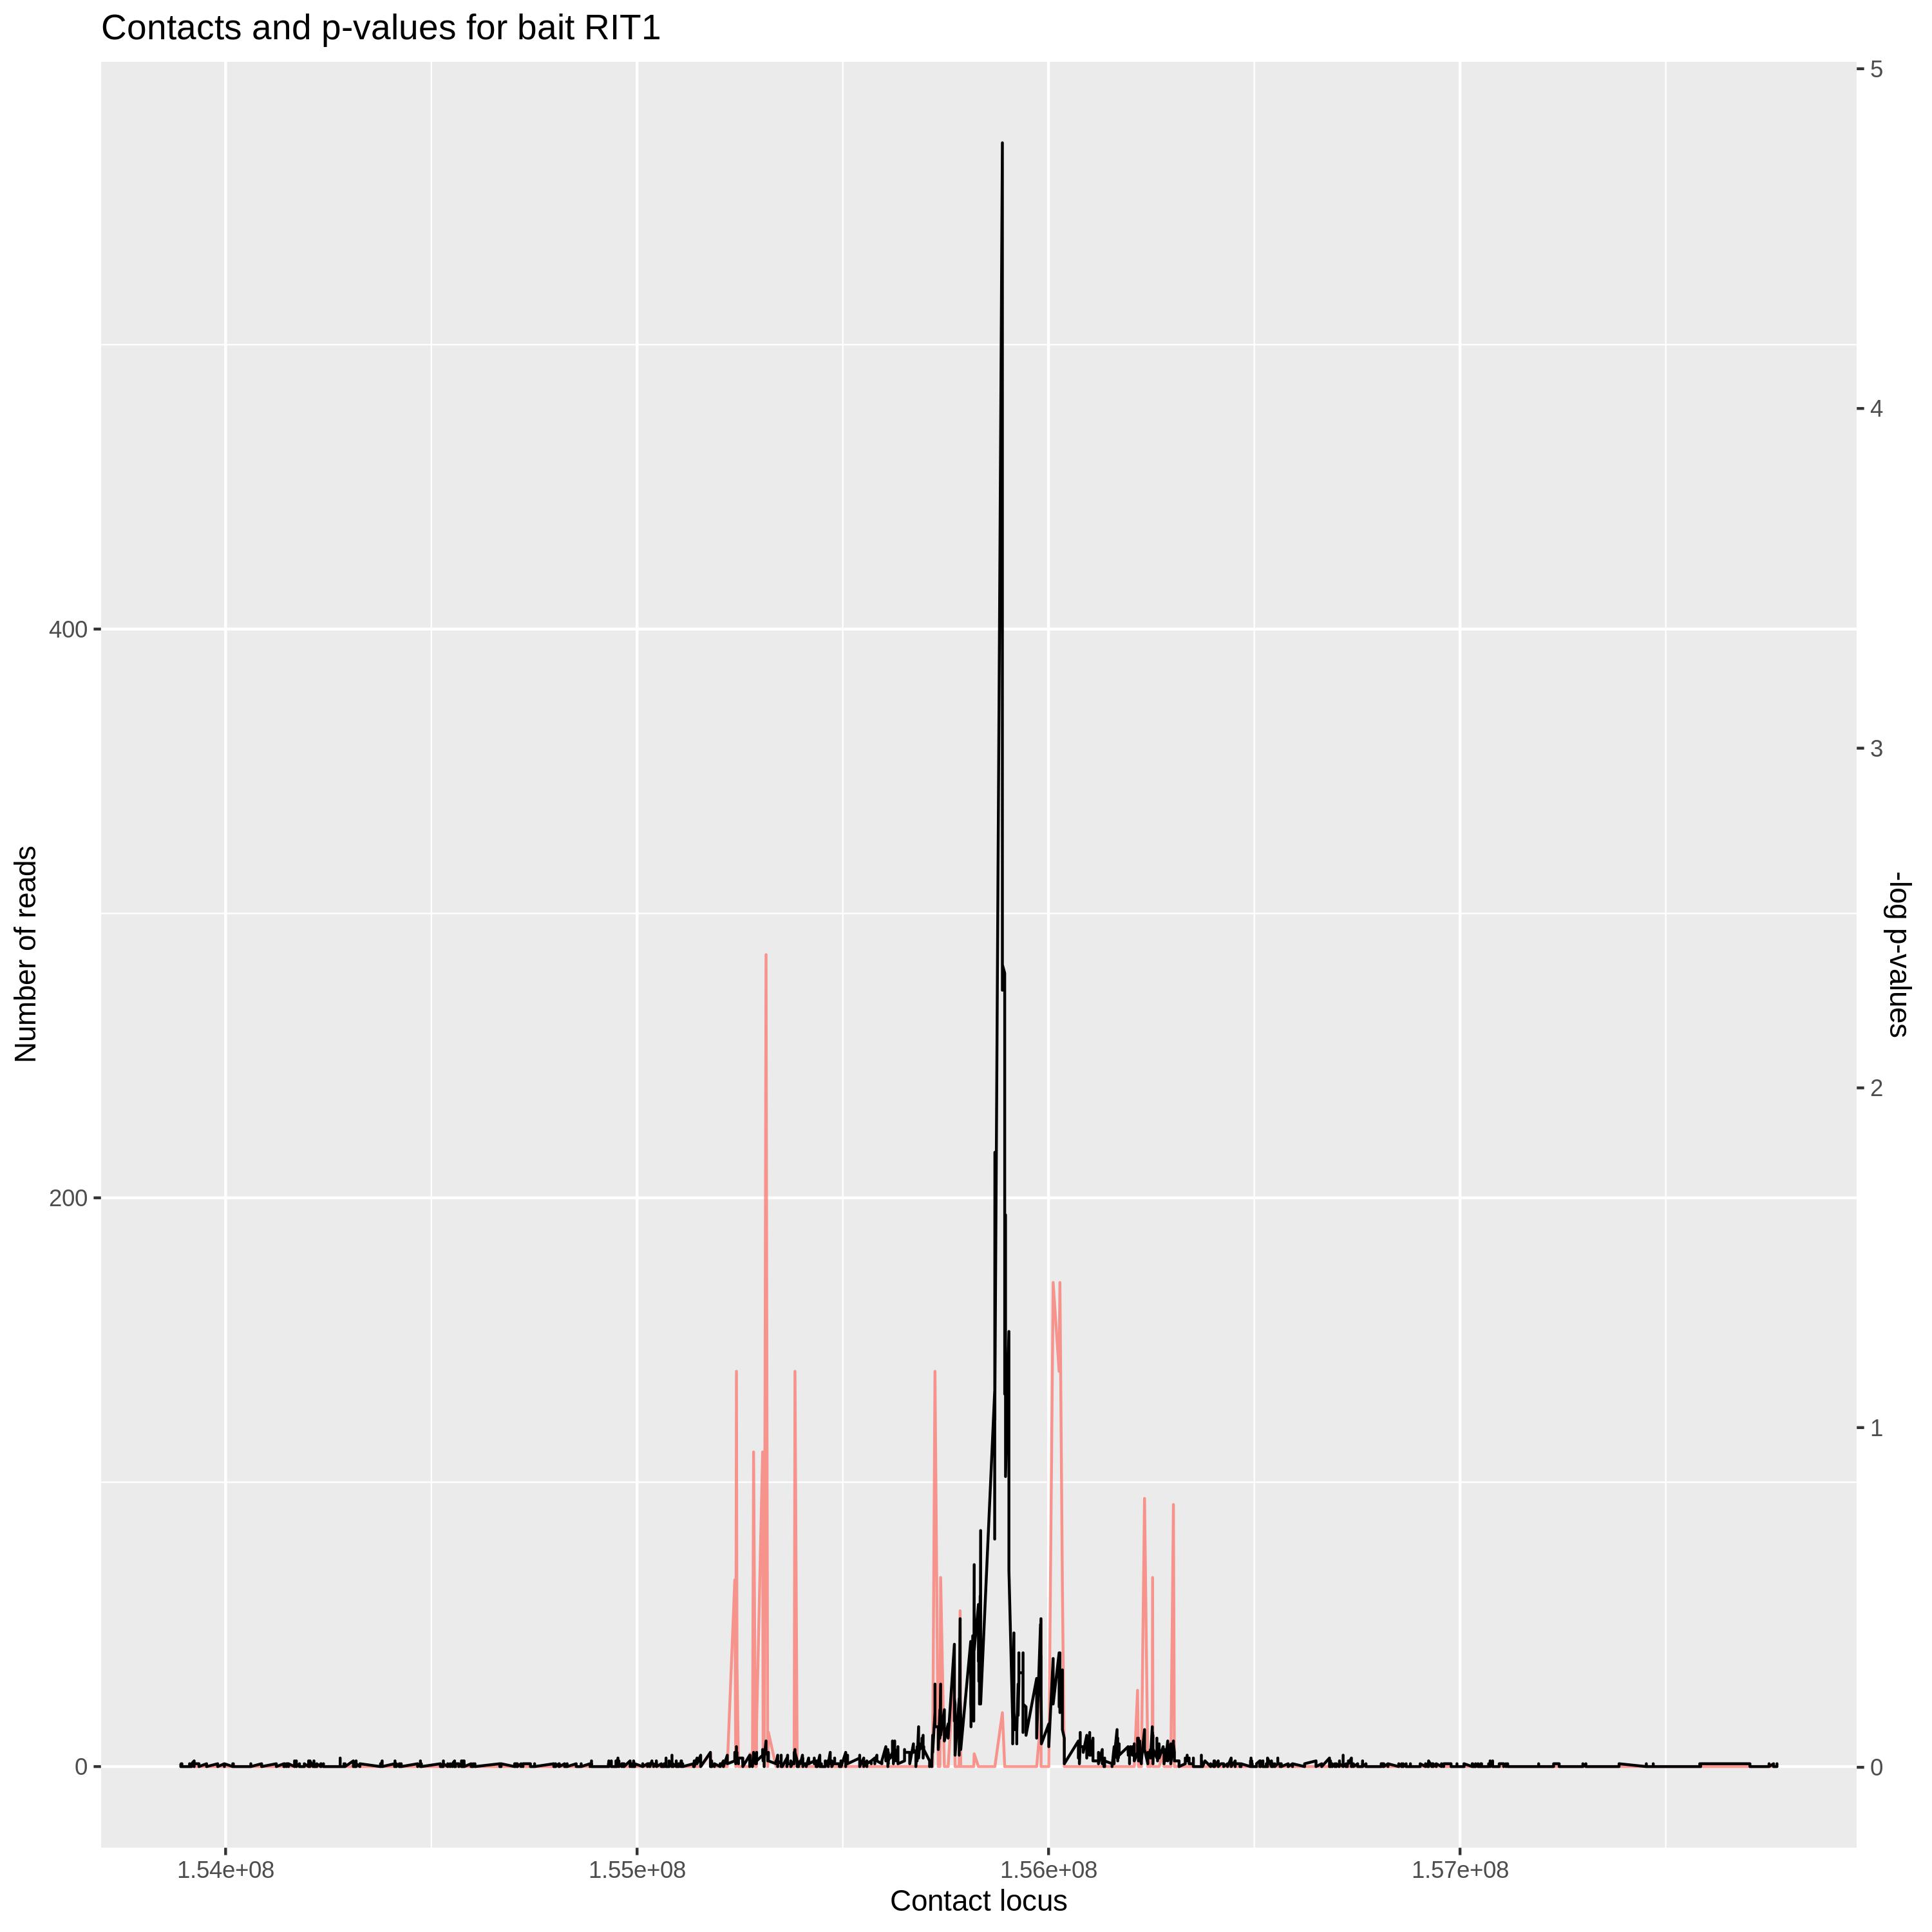 Contacts and p-values for bait RIT1
Number of reads
400
200
0
5
4
3
2
1
0
-log p-values
1.54e+08
1.55e+08
1.56e+08
1.57e+08
Contact locus